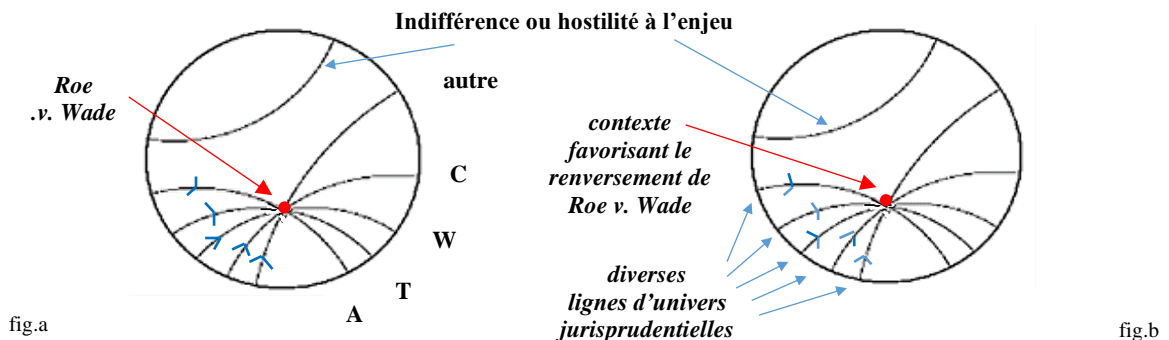 Indifférence ou hostilité à l’enjeu
Roe
.v. Wade
autre
C
W
T
A
fig.a
contexte
favorisant le
renversement de
Roe v. Wade
diverses
lignes d’univers
jurisprudentielles
fig.b